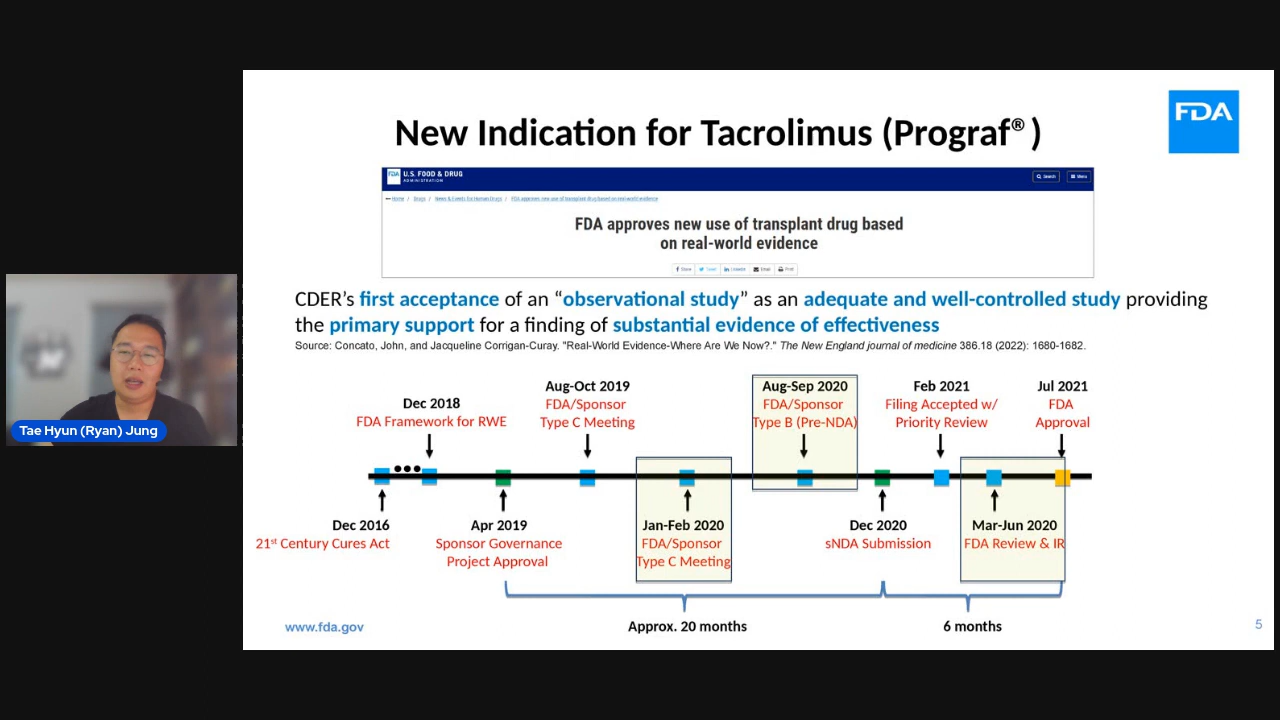 New Indication for Tacrolimus (Prograf®)
FDA
FDA U.S. FOOD & DRUG
ADMINISTRATION
Search
Menu
Home / Drugs / News & Events for Human Drugs / FDA approves new use of transplant drug based on real-world evidence
FDA approves new use of transplant drug based
on real-world evidence
Share Tweet Linkedin Email Print
CDER's first acceptance of an “observational study” as an adequate and well-controlled study providing
the primary support for a finding of substantial evidence of effectiveness
Source: Concato, John, and Jacqueline Corrigan-Curay. "Real-World Evidence-Where Are We Now?." The New England journal of medicine 386.18 (2022): 1680-1682.
Dec 2018
FDA Framework for RWE
Aug-Oct 2019
FDA/Sponsor
Type C Meeting
Aug-Sep 2020
FDA/Sponsor
Type B (Pre-NDA)
Feb 2021
Filing Accepted w/
Priority Review
Jul 2021
FDA
Approval
Dec 2016
21st Century Cures Act
Apr 2019
Sponsor Governance
Project Approval
Jan-Feb 2020
FDA/Sponsor
Type C Meeting
Dec 2020
sNDA Submission
Mar-Jun 2020
FDA Review & IR
Approx. 20 months
6 months
www.fda.gov
5
Tae Hyun (Ryan) Jung